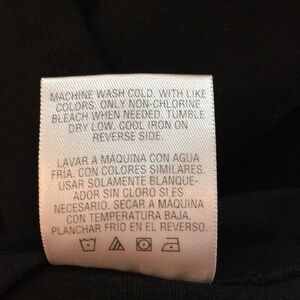 MACHINE WASH COLD. WITH LIKE
COLORS. ONLY NON-CHLORINE
BLEACH WHEN NEEDED. TUMBLE
DRY LOW. COOL IRON ON
REVERSE SIDE.
LAVAR A MAQUINA CON AGUA
FRIA. CON COLORES SIMILARES.
USAR SOLAMENTE BLANQUE-
ADOR SIN CLORO SI ES
NECESARIO. SECAR A MAQUINA
CON TEMPERATURA BAJA.
PLANCHAR FRIO EN EL REVERSO.